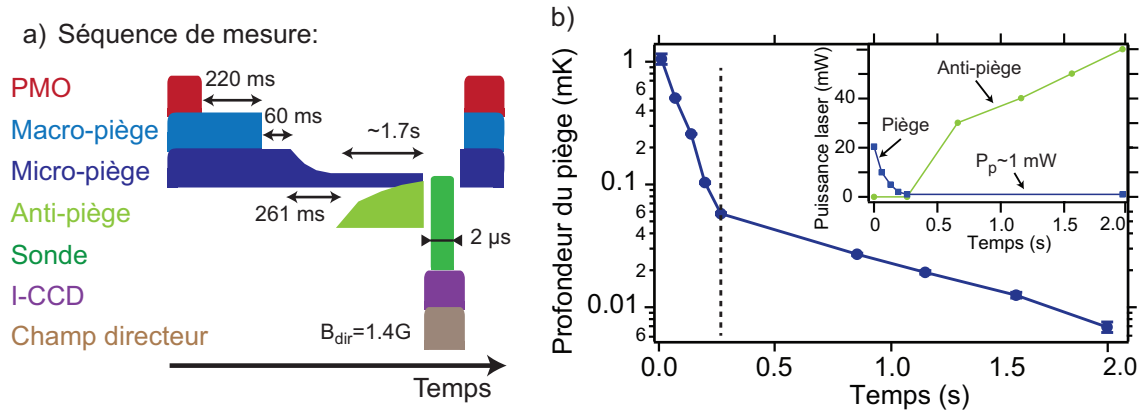 a) Séquence de mesure:
PMO
220 ms
Macro-piège
60 ms
~1.7s
Micro-piège
261 ms
Anti-piège
2 µs
Sonde
I-CCD
Champ directeur
B_dir=1.4G
Temps
b)
Profondeur du piège (mK)
1
6
4
2
0.1
6
4
2
0.01
6
0.0
0.5
1.0
1.5
2.0
Temps (s)
Puissance laser (mW)
40
20
0
Anti-piège
Piège
P_p~1 mW
0
0.5
1.0
1.5
2.0
Temps (s)